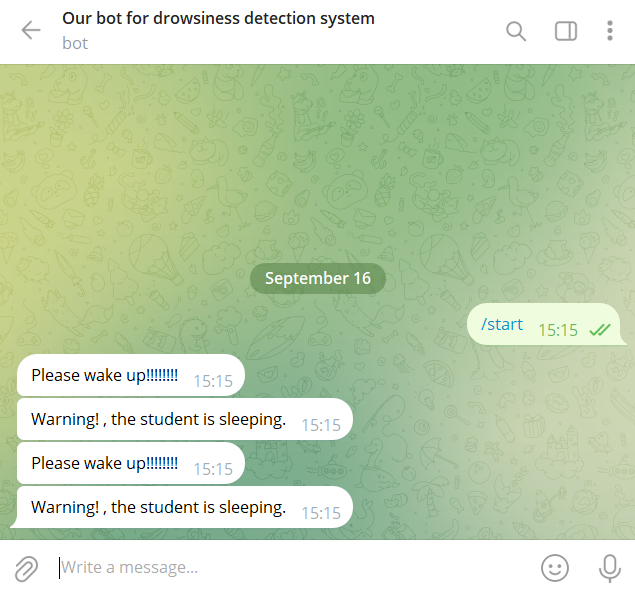 Our bot for drowsiness detection system
bot
September 16
/start 15:15
Please wake up!!!!!!!! 15:15
Warning! , the student is sleeping. 15:15
Please wake up!!!!!!!! 15:15
Warning! , the student is sleeping. 15:15
Write a message...